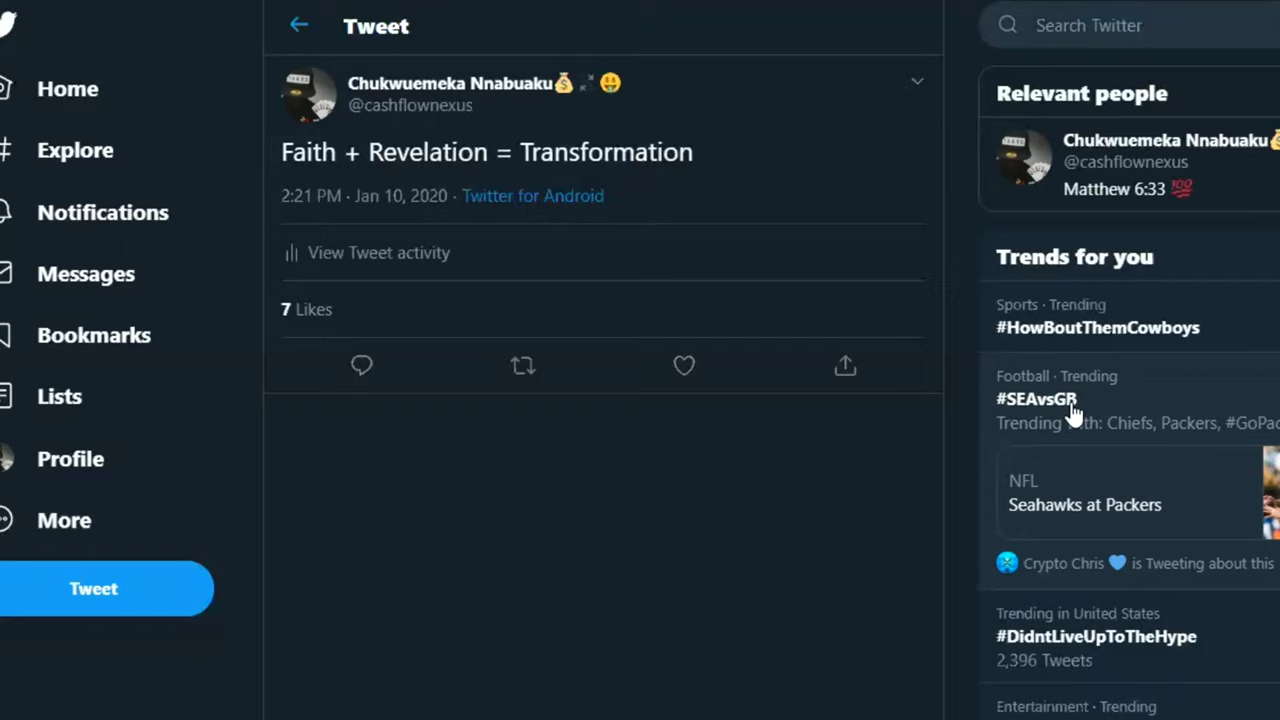 Home
Explore
Notifications
Messages
Bookmarks
Lists
Profile
More
Tweet
Tweet
Chukwuemeka Nnabuaku💰🤑
@cashflownexus
Faith + Revelation = Transformation
2:21 PM · Jan 10, 2020 · Twitter for Android
View Tweet activity
7 Likes
Search Twitter
Relevant people
Chukwuemeka Nnabuaku💰
@cashflownexus
Matthew 6:33 💯
Trends for you
Sports · Trending
#HowBoutThemCowboys
Football · Trending
#SEAvsGB
Trending with: Chiefs, Packers, #GoPac
NFL
Seahawks at Packers
Crypto Chris 💙 is Tweeting about this
Trending in United States
#DidntLiveUpToTheHype
2,396 Tweets
Entertainment · Trending